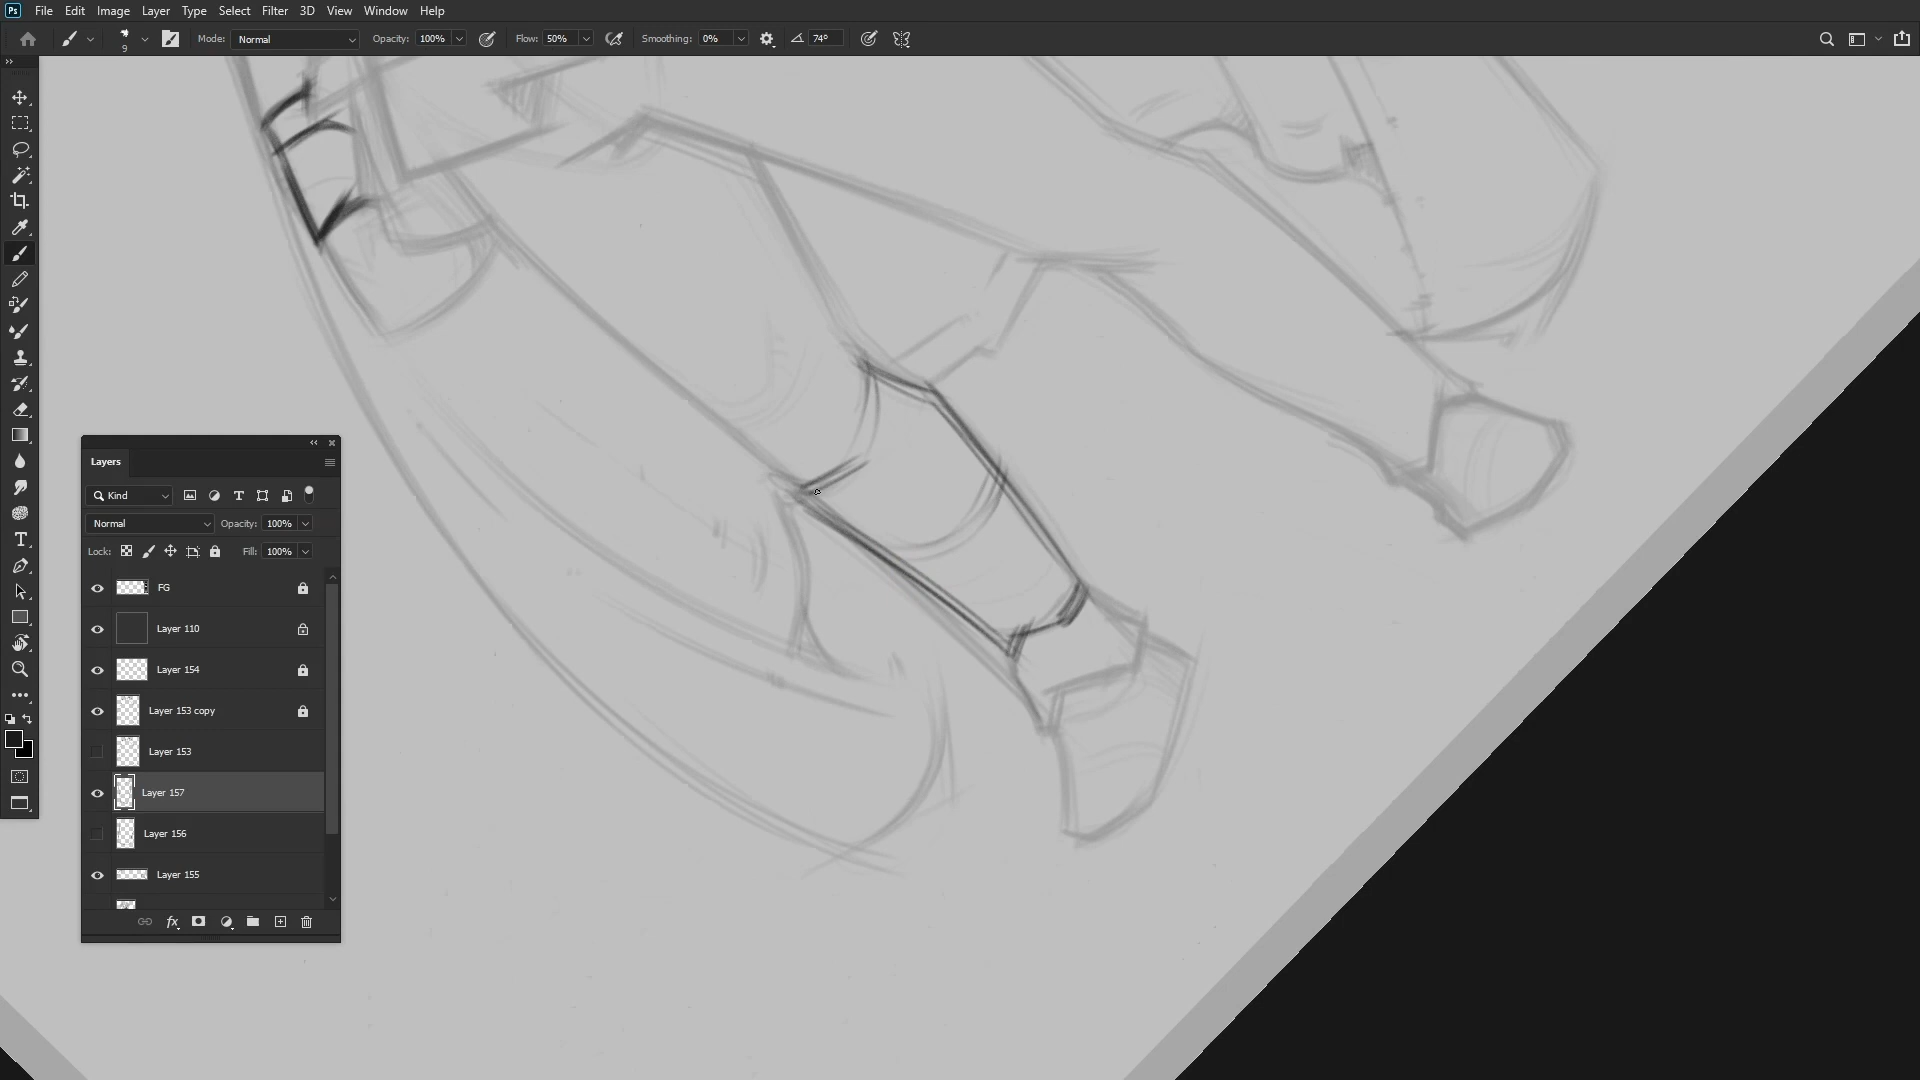 Ps File Edit Image Layer Type Select Filter 3D View Window Help
9 Mode: Normal Opacity: 100% Flow: 50% Smoothing: 0% 74°
Layers
Kind
Normal Opacity: 100%
Lock: Fill: 100%
FG
Layer 110
Layer 154
Layer 153 copy
Layer 153
Layer 157
Layer 156
Layer 155
fx